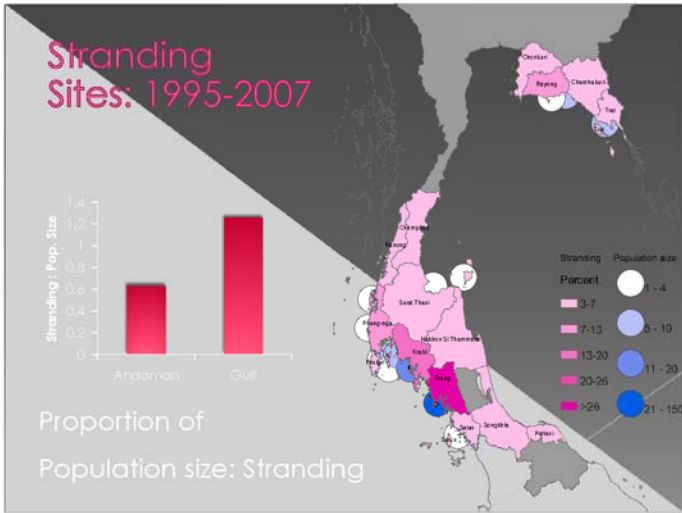 Stranding
Sites: 1995-2007
Stranding : Pop. Size
1.4
1.2
1
0.8
0.6
0.4
0.2
0
Andaman
Gulf
Proportion of
Population size: Stranding
Chonburi
Rayong
Chanthaburi
Trat
Chumphon
Ranong
Surat Thani
Phang-nga
Nakhon Si Thammarat
Krabi
Phuket
Trang
Satun
Songkhla
Pattani
Stranding
Percent
3-7
7-13
13-20
20-26
>26
Population size
1 - 4
5 - 10
11 - 20
21 - 150